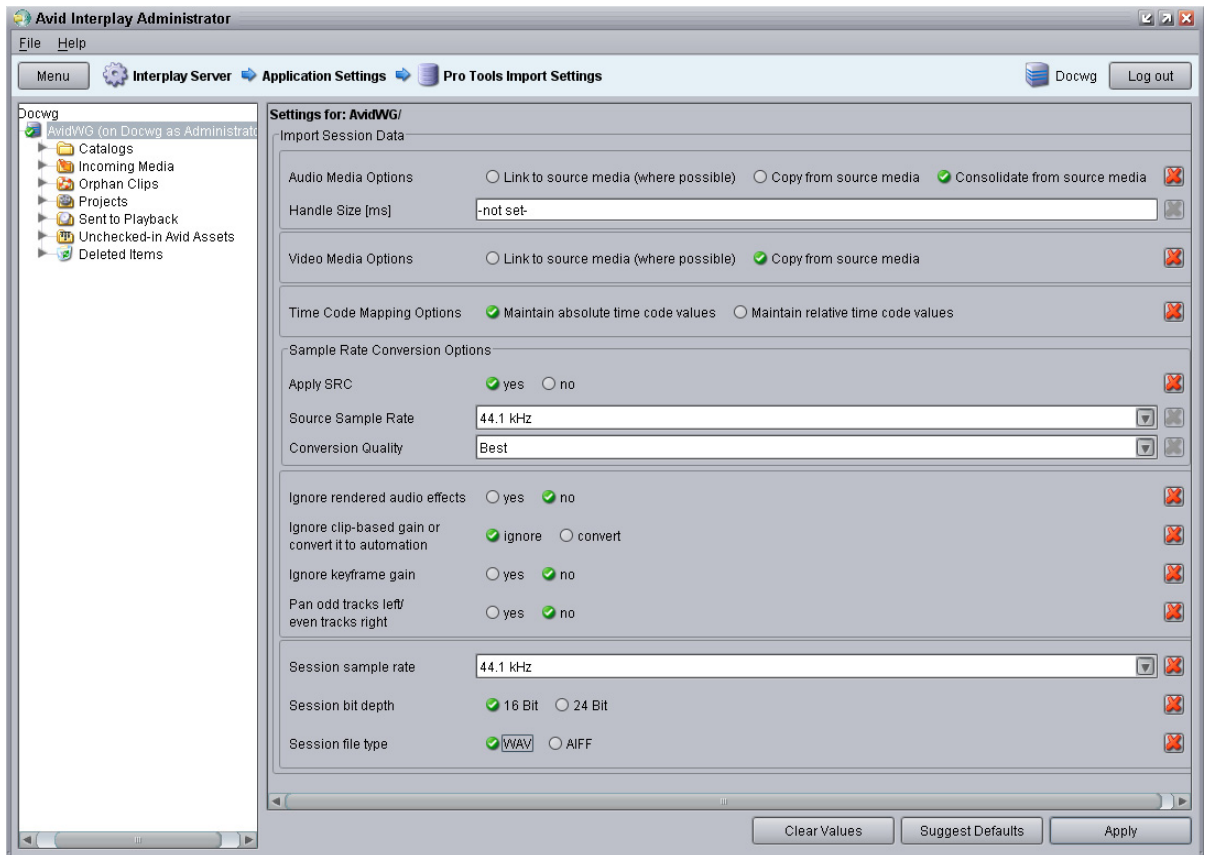 Avid Interplay Administrator
File Help
Menu Interplay Server Application Settings Pro Tools Import Settings Docwg Log out
Docwg
AvidWG (on Docwg as Administrato
Catalogs
Incoming Media
Orphan Clips
Projects
Sent to Playback
Unchecked-in Avid Assets
Deleted Items
Settings for: AvidWG/
Import Session Data
Audio Media Options Link to source media (where possible) Copy from source media Consolidate from source media
Handle Size [ms] -not set-
Video Media Options Link to source media (where possible) Copy from source media
Time Code Mapping Options Maintain absolute time code values Maintain relative time code values
Sample Rate Conversion Options
Apply SRC yes no
Source Sample Rate 44.1 kHz
Conversion Quality Best
Ignore rendered audio effects yes no
Ignore clip-based gain or
convert it to automation ignore convert
Ignore keyframe gain yes no
Pan odd tracks left/
even tracks right yes no
Session sample rate 44.1 kHz
Session bit depth 16 Bit 24 Bit
Session file type WAV AIFF
Clear Values Suggest Defaults Apply